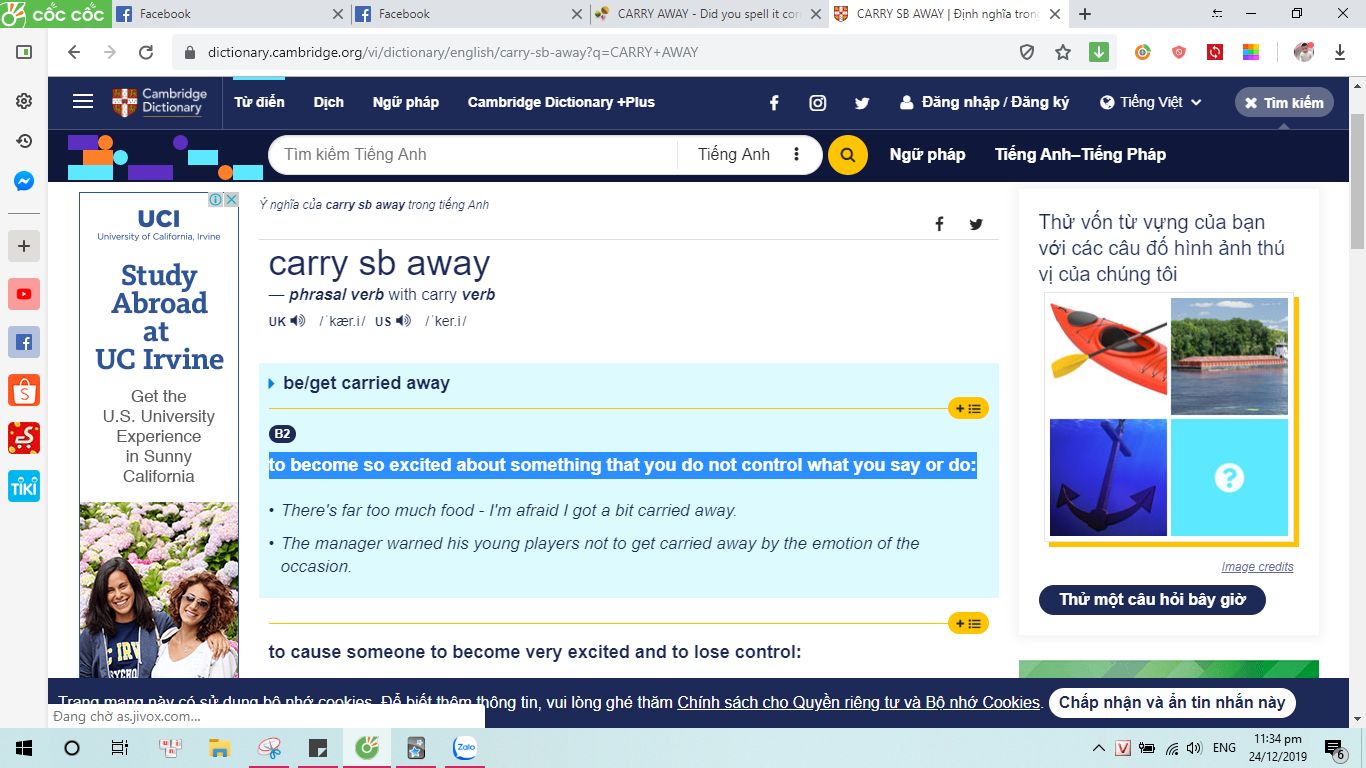 cốc cốc
Facebook
Facebook
CARRY AWAY - Did you spell it cor
CARRY SB AWAY | Định nghĩa tron
dictionary.cambridge.org/vi/dictionary/english/carry-sb-away?q=CARRY+AWAY
Cambridge
Dictionary
Từ điển
Dịch
Ngữ pháp
Cambridge Dictionary +Plus
Đăng nhập / Đăng ký
Tiếng Việt
Tìm kiếm
Tìm kiếm Tiếng Anh
Tiếng Anh
Ngữ pháp
Tiếng Anh–Tiếng Pháp
UCI
University of California, Irvine
Study
Abroad
at
UC Irvine
Get the
U.S. University
Experience
in Sunny
California
Ý nghĩa của carry sb away trong tiếng Anh
carry sb away
— phrasal verb with carry verb
UK /ˈkær.i/ US /ˈker.i/
be/get carried away
B2
to become so excited about something that you do not control what you say or do:
• There's far too much food - I'm afraid I got a bit carried away.
• The manager warned his young players not to get carried away by the emotion of the
occasion.
to cause someone to become very excited and to lose control:
Thử vốn từ vựng của bạn
với các câu đố hình ảnh thú
vị của chúng tôi
?
Image credits
Thử một câu hỏi bây giờ
TIKI
Trang mạng này có sử dụng bộ nhớ cookies. Để biết thêm thông tin, vui lòng ghé thăm Chính sách cho Quyền riêng tư và Bộ nhớ Cookies.
Chấp nhận và ẩn tin nhắn này
Đang chờ as.jivox.com...
Zalo
V
ENG
11:34 pm
24/12/2019
6